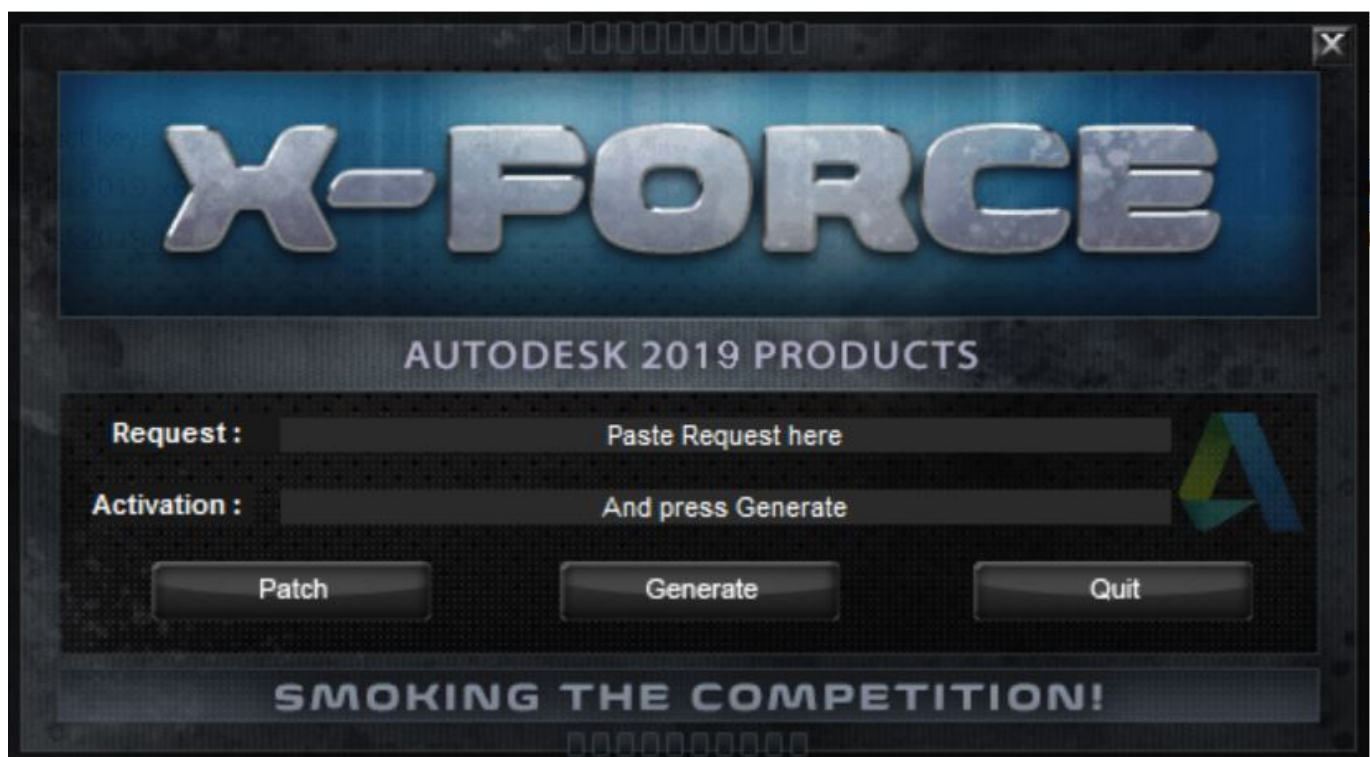 X
X-FORCE
AUTODESK 2019 PRODUCTS
Request : Paste Request here
Activation : And press Generate
Patch Generate Quit
SMOKING THE COMPETITION!